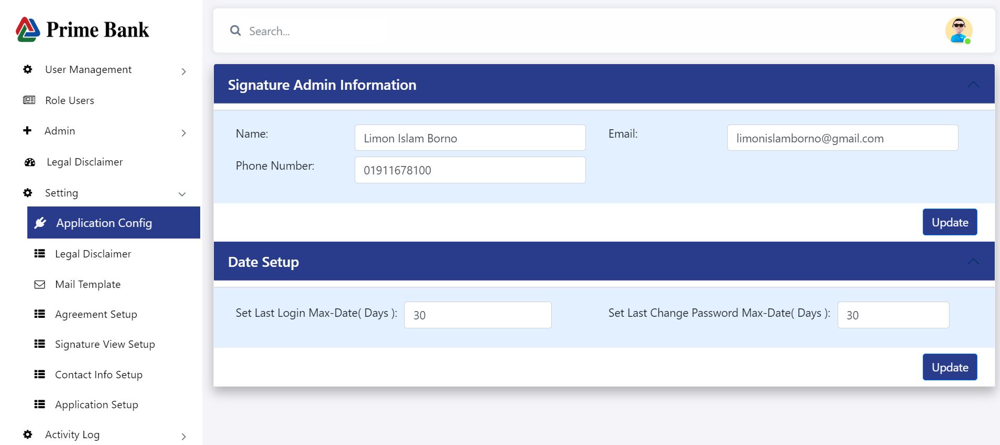 Prime Bank
User Management
Role Users
Admin
Legal Disclaimer
Setting
Application Config
Legal Disclaimer
Mail Template
Agreement Setup
Signature View Setup
Contact Info Setup
Application Setup
Activity Log
Search...
Signature Admin Information
Name: Limon Islam Borno Email: limonislamborno@gmail.com
Phone Number: 01911678100
Update
Date Setup
Set Last Login Max-Date( Days ): 30 Set Last Change Password Max-Date( Days ): 30
Update